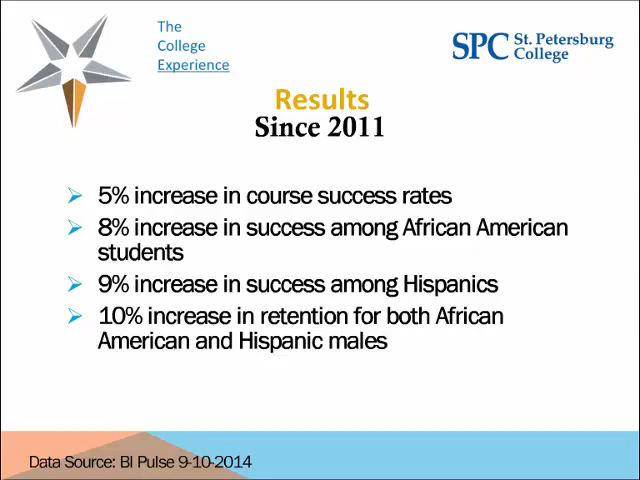 The
College
Experience
SPC St. Petersburg
College
Results
Since 2011
5% increase in course success rates
8% increase in success among African American
students
9% increase in success among Hispanics
10% increase in retention for both African
American and Hispanic males
Data Source: BI Pulse 9-10-2014